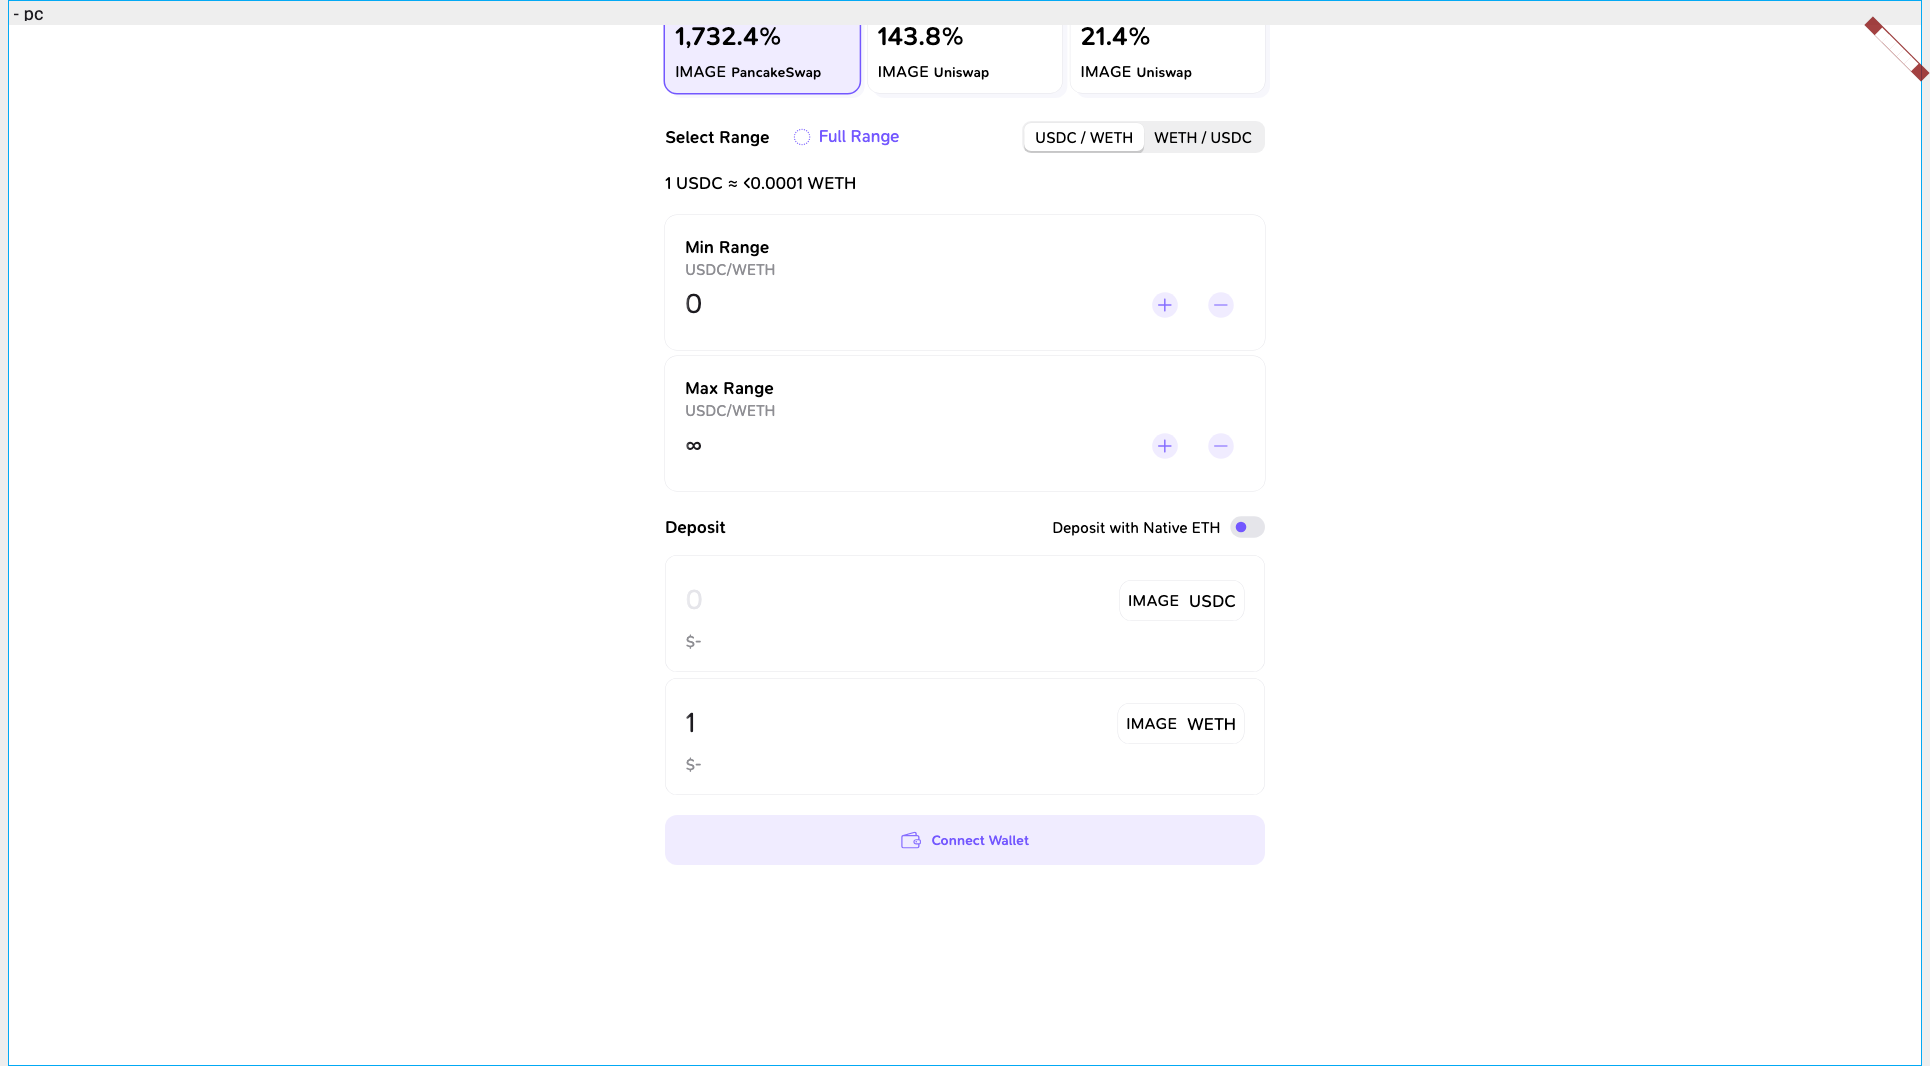 - pc
1,732.4% 143.8% 21.4%
IMAGE PancakeSwap IMAGE Uniswap IMAGE Uniswap
Select Range Full Range USDC / WETH WETH / USDC
1 USDC ≈ <0.0001 WETH
Min Range
USDC/WETH
0
Max Range
USDC/WETH
∞
Deposit Deposit with Native ETH
0 IMAGE USDC
$-
1 IMAGE WETH
$-
Connect Wallet